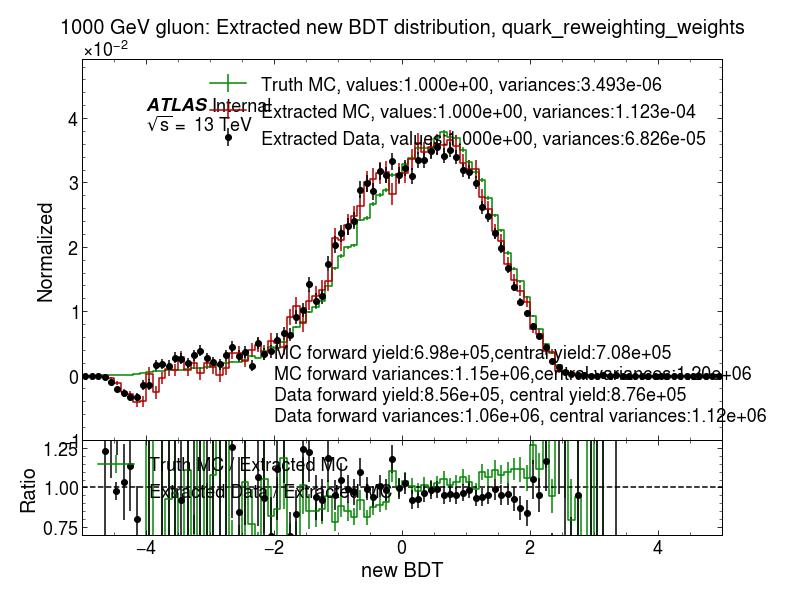 1000 GeV gluon: Extracted new BDT distribution, quark_reweighting_weights
×10−2
Truth MC, values:1.000e+00, variances:3.493e-06
ATLAS Internal
Extracted MC, values:1.000e+00, variances:1.123e-04
√s = 13 TeV
Extracted Data, values:1.000e+00, variances:6.826e-05
4
3
2
1
0
−1
Normalized
MC forward yield:6.98e+05,central yield:7.08e+05
MC forward variances:1.15e+06,central variances:1.20e+06
Data forward yield:8.56e+05, central yield:8.76e+05
Data forward variances:1.06e+06, central variances:1.12e+06
1.25
1.00
0.75
Ratio
Truth MC / Extracted MC
Extracted Data / Extracted MC
−4 −2 0 2 4
new BDT